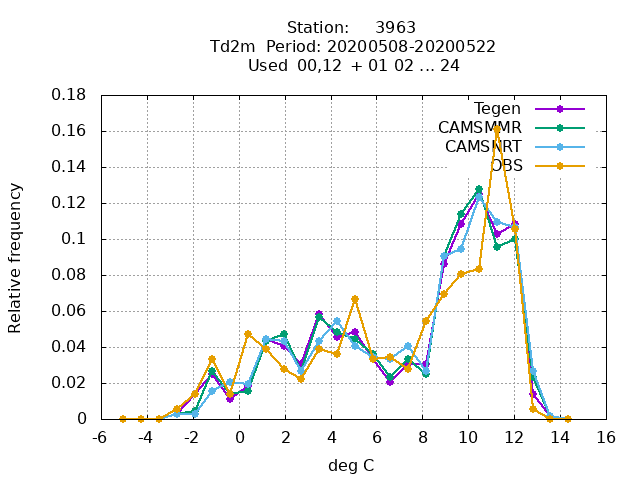 Station: 3963
Td2m Period: 20200508-20200522
Used 00,12 + 01 02 ... 24
0.18
0.16
0.14
0.12
0.1
0.08
0.06
0.04
0.02
0
Relative frequency
Tegen
CAMSMMR
CAMSNRT
OBS
-6 -4 -2 0 2 4 6 8 10 12 14 16
deg C